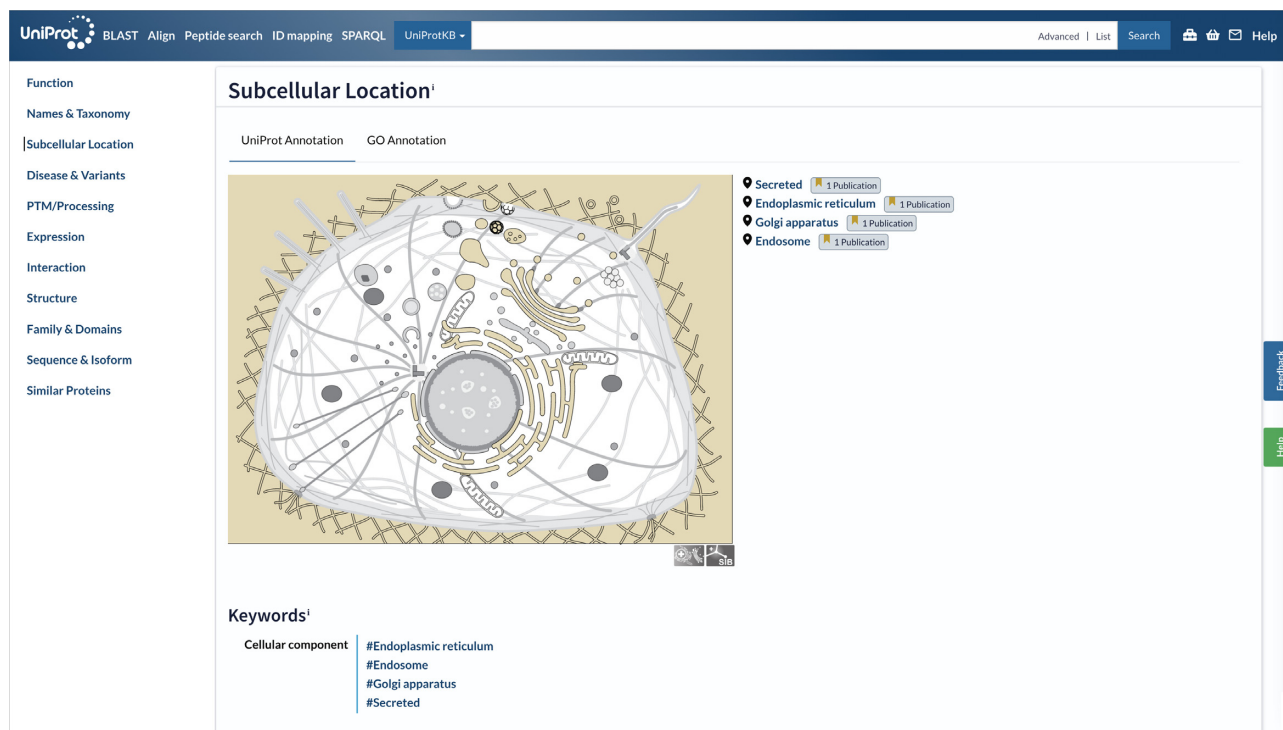 UniProt BLAST Align Peptide search ID mapping SPARQL UniProtKB Advanced | List Search Help
Function
Names & Taxonomy
Subcellular Location
Disease & Variants
PTM/Processing
Expression
Interaction
Structure
Family & Domains
Sequence & Isoform
Similar Proteins
Subcellular Locationⁱ
UniProt Annotation GO Annotation
Secreted 1 Publication
Endoplasmic reticulum 1 Publication
Golgi apparatus 1 Publication
Endosome 1 Publication
SIB
Keywordsⁱ
Cellular component #Endoplasmic reticulum
#Endosome
#Golgi apparatus
#Secreted
Feedback
Help